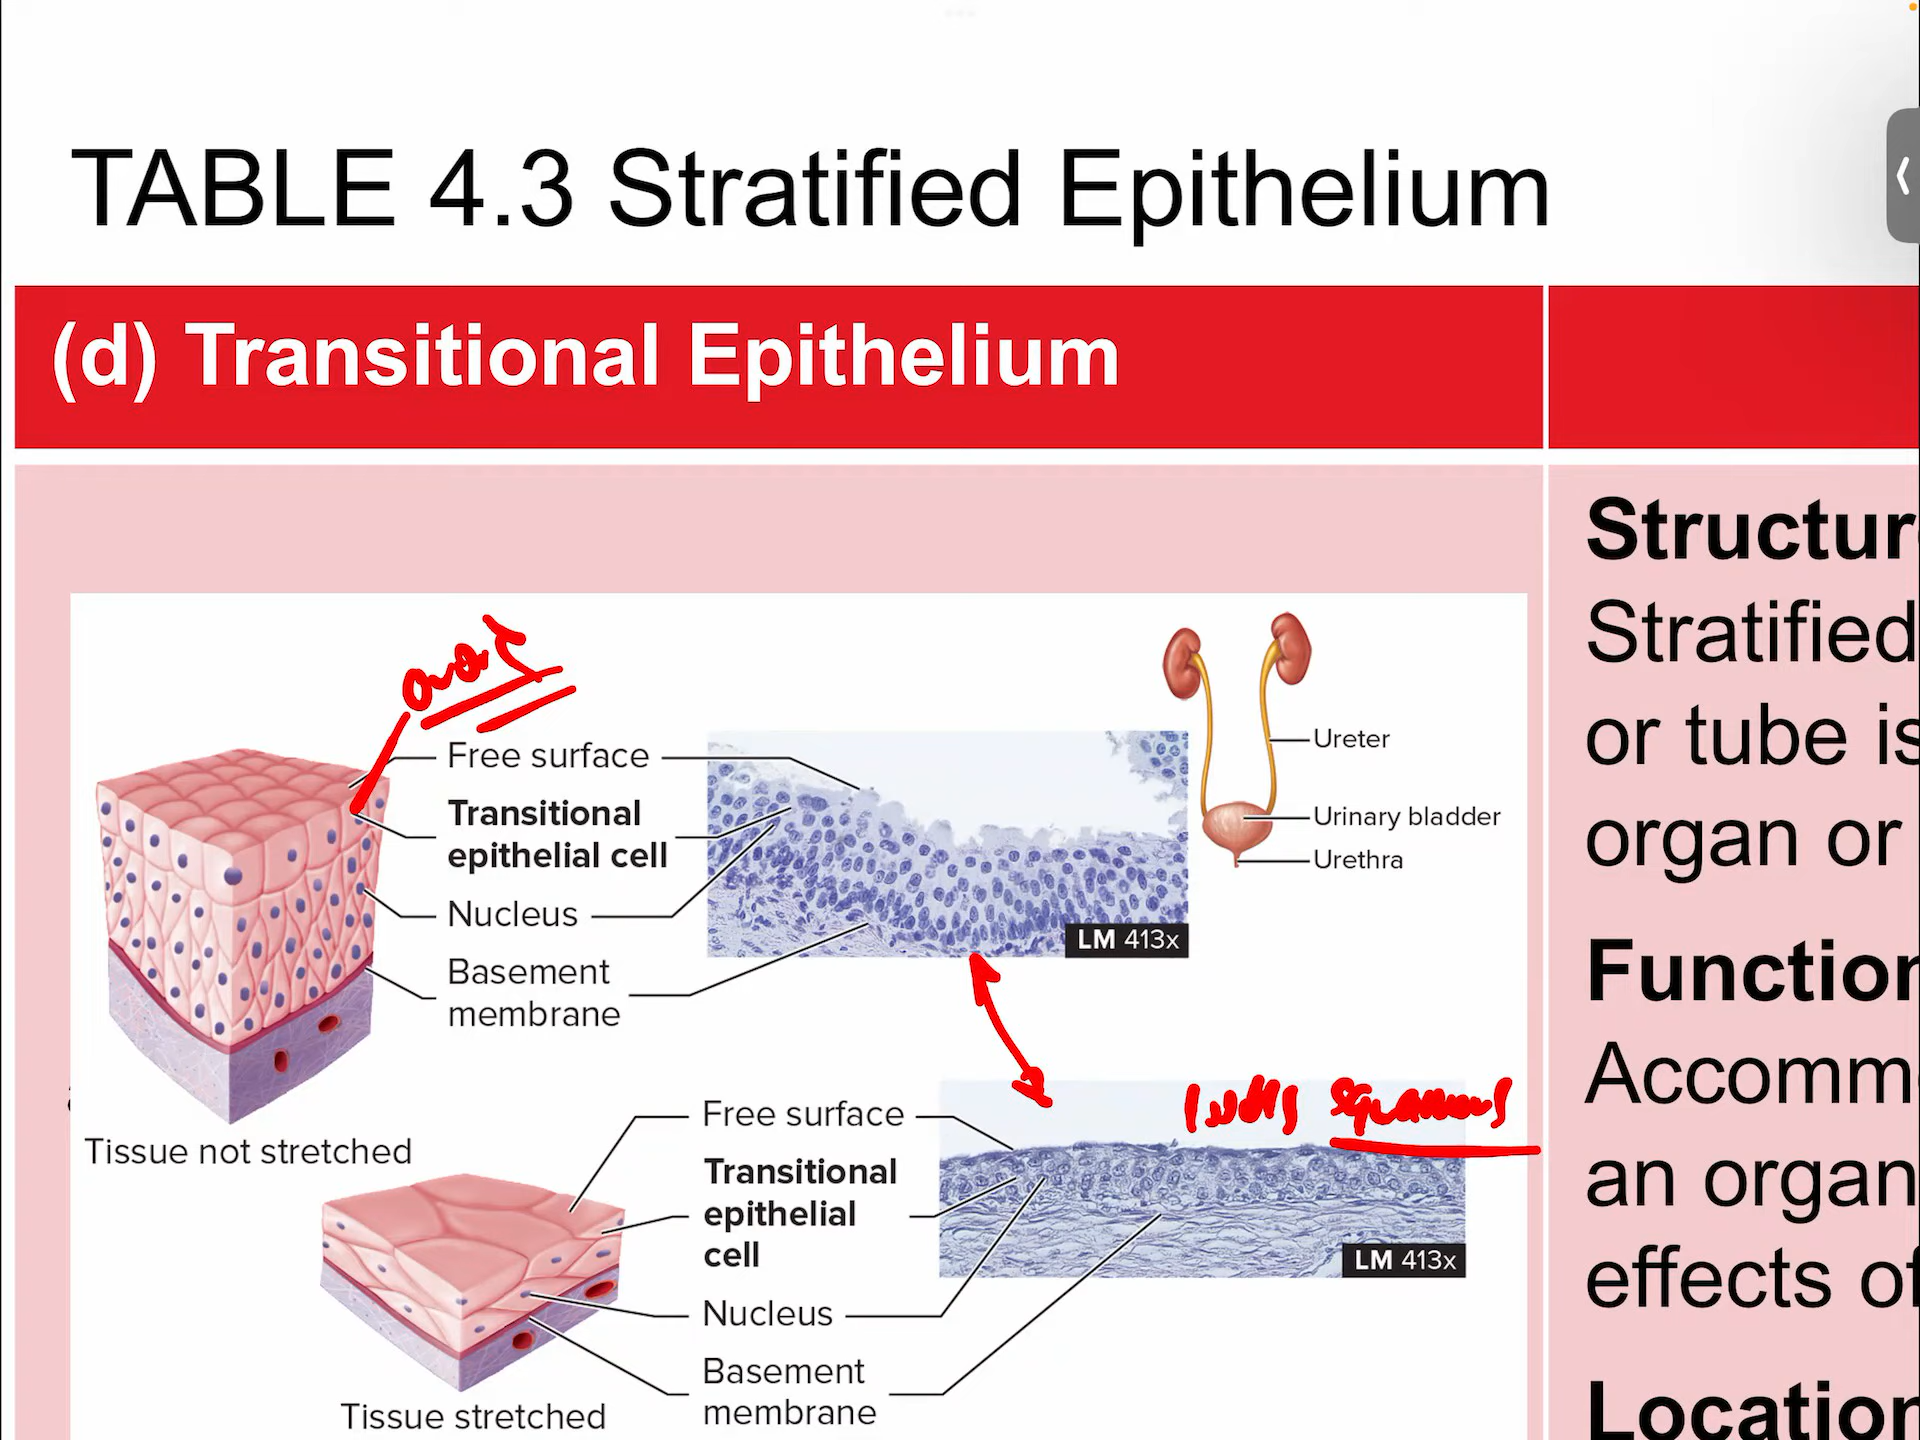 TABLE 4.3 Stratified Epithelium
(d) Transitional Epithelium
Free surface
Transitional
epithelial cell
Nucleus
Basement
membrane
Tissue not stretched
LM 413x
Ureter
Urinary bladder
Urethra
squamous
Free surface
Transitional
epithelial
cell
Nucleus
Basement
membrane
Tissue stretched
LM 413x
Structure
Stratified
or tube is
organ or
Function
Accomm
an organ
effects of
Location